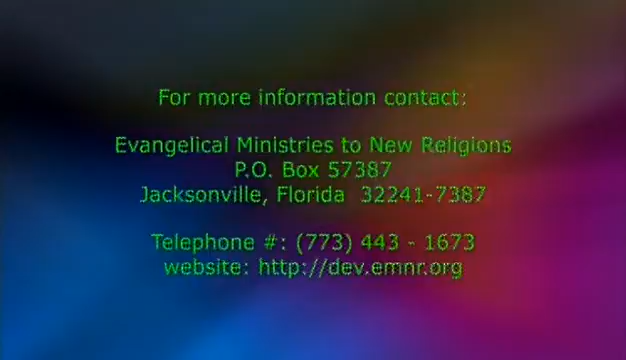 For more information contact:
Evangelical Ministries to New Religions
P.O. Box 57387
Jacksonville, Florida  32241-7387
Telephone #: (773) 443 - 1673
website: http://dev.emnr.org